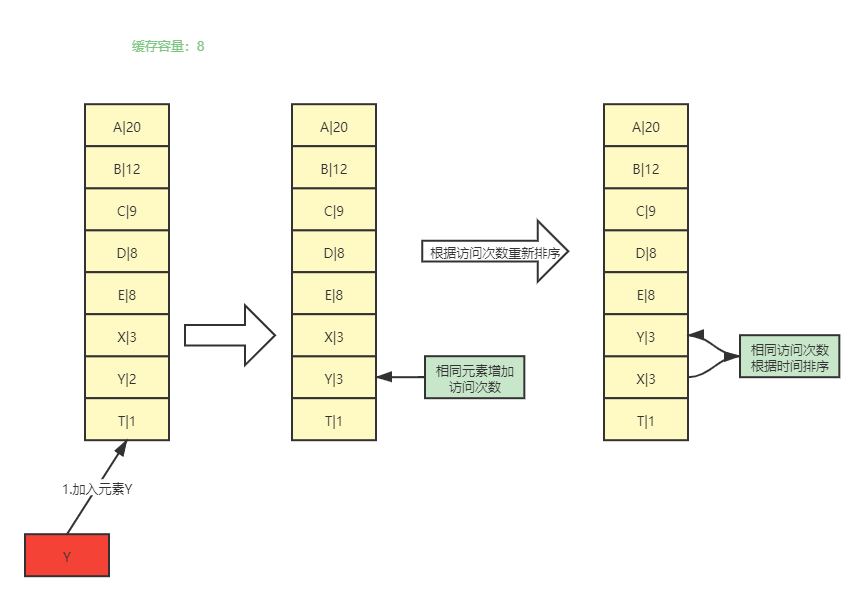 缓存容量：8
A|20
B|12
C|9
D|8
E|8
X|3
Y|2
T|1
1.加入元素Y
Y
A|20
B|12
C|9
D|8
E|8
X|3
Y|3
T|1
相同元素增加
访问次数
根据访问次数重新排序
A|20
B|12
C|9
D|8
E|8
Y|3
X|3
T|1
相同访问次数
根据时间排序